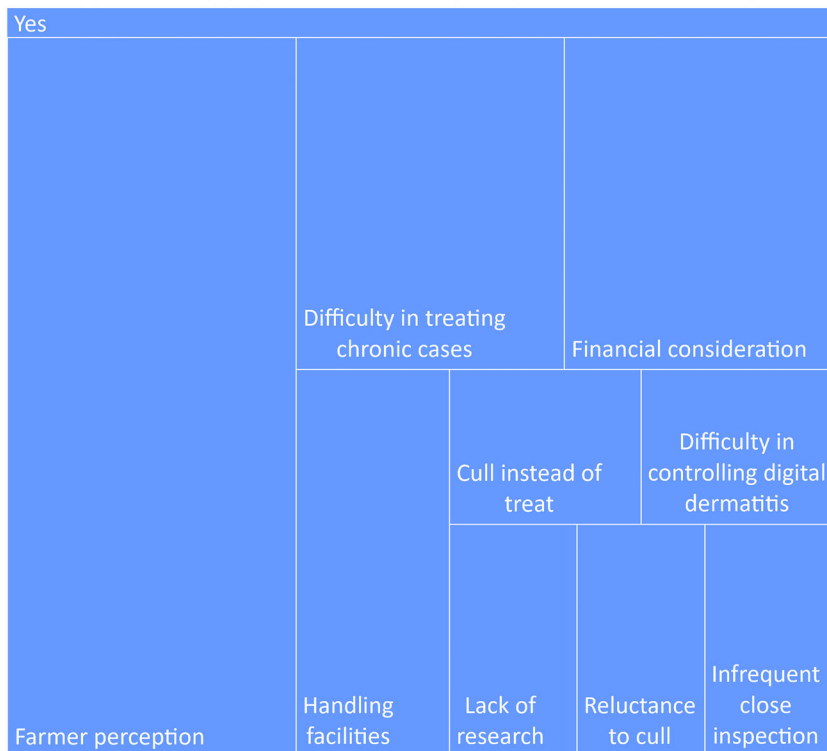 Yes
Difficulty in treating
chronic cases
Financial consideration
Difficulty in
controlling digital
dermatitis
Cull instead of
treat
Farmer perception
Handling
facilities
Lack of
research
Reluctance
to cull
Infrequent
close
inspection